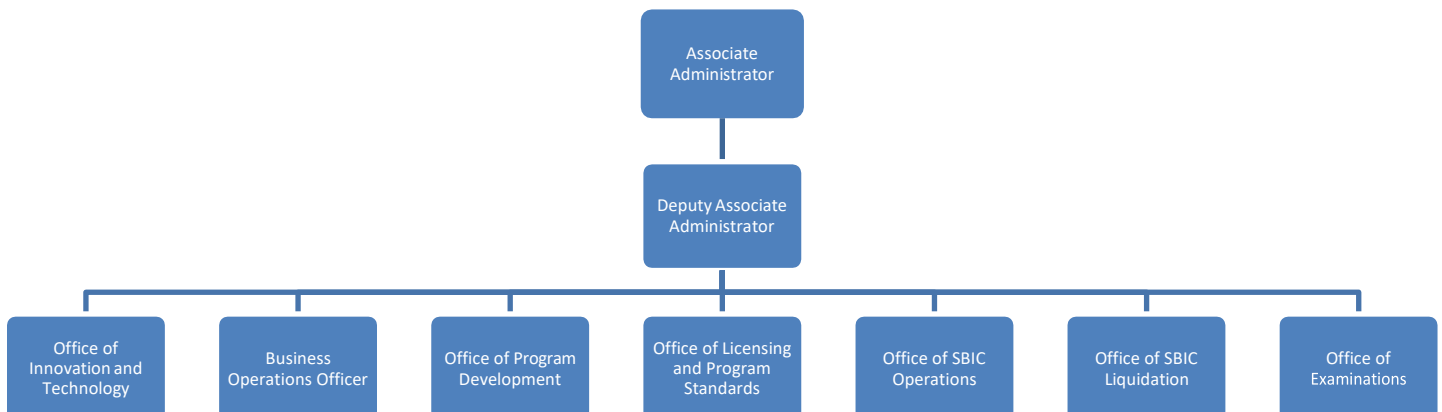 Associate
Administrator
Deputy Associate
Administrator
Office of
Innovation and
Technology
Business
Operations Officer
Office of Program
Development
Office of Licensing
and Program
Standards
Office of SBIC
Operations
Office of SBIC
Liquidation
Office of
Examinations